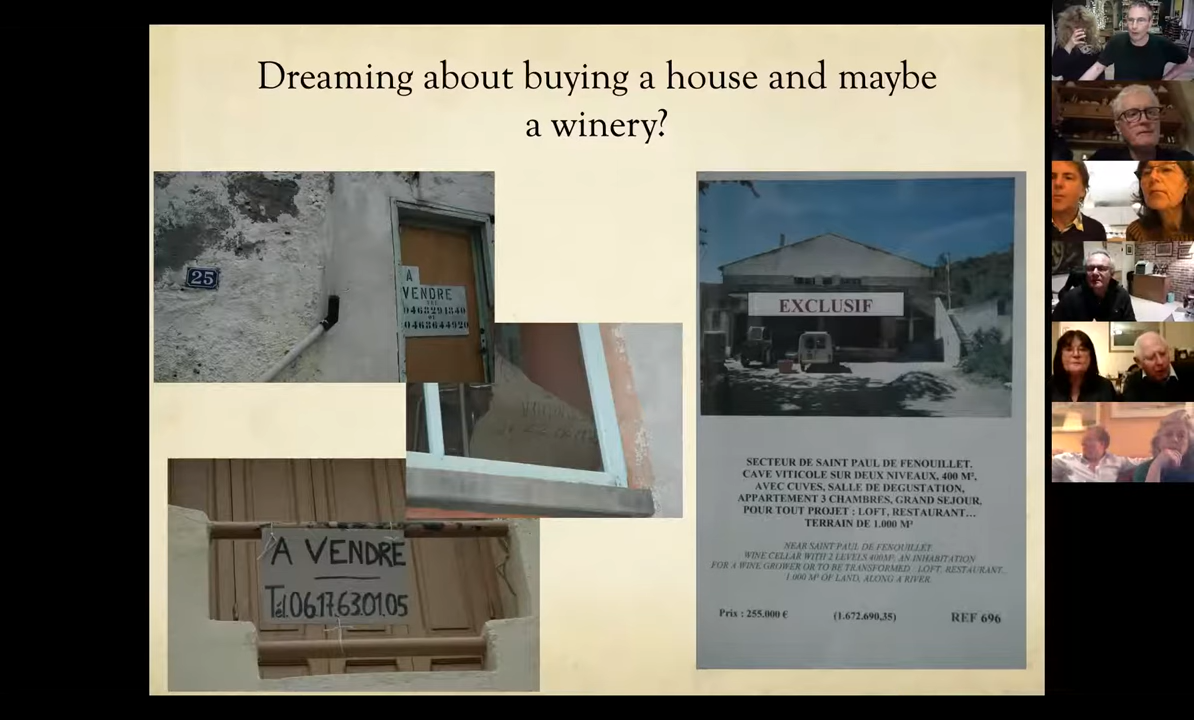 Dreaming about buying a house and maybe
a winery?
25
A
VENDRE
0468291840
0468644920
A VENDRE
Tél.06.17.63.01.05
EXCLUSIF
SECTEUR DE SAINT PAUL DE FENOUILLET.
CAVE VITICOLE SUR DEUX NIVEAUX, 400 M²,
AVEC CUVES, SALLE DE DEGUSTATION,
APPARTEMENT 3 CHAMBRES, GRAND SEJOUR,
POUR TOUT PROJET : LOFT, RESTAURANT...
TERRAIN DE 1.000 M²
NEAR SAINT PAUL DE FENOUILLET
WINE CELLAR WITH 2 LEVELS 400M², AN INHABITATION
FOR A WINE GROWER OR TO BE TRANSFORMED LOFT, RESTAURANT
1.000 M² OF LAND, ALONG A RIVER
Prix : 255.000 € (1.672.690,35) REF 696